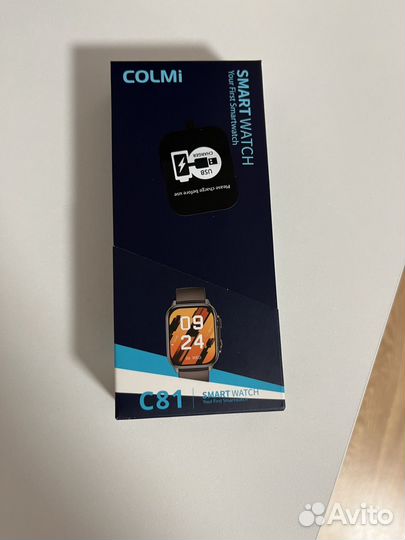 COLMi
SMART WATCH
Your First Smartwatch
USB
CHARGER
Please charge before use
09
24
C81
SMART WATCH
Your First Smartwatch
Avito